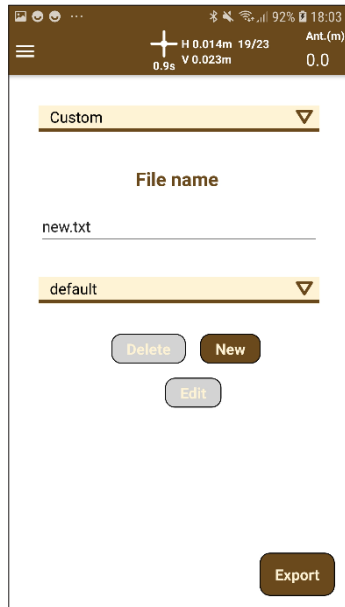 92% 18:03
H 0.014m 19/23 Ant.(m)
0.9s V 0.023m 0.0
Custom
File name
new.txt
default
Delete New
Edit
Export